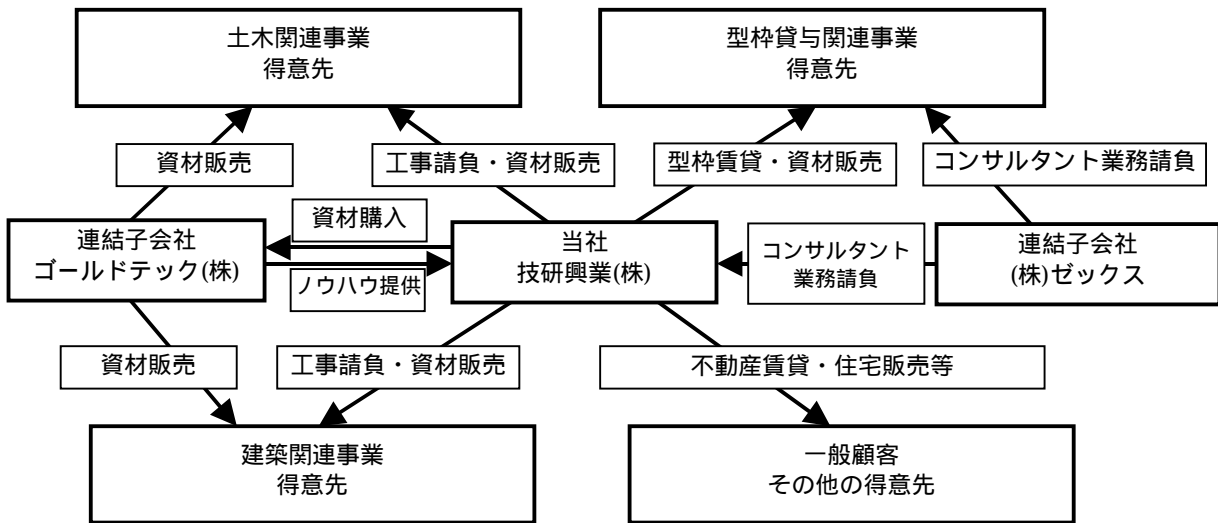 土木関連事業
得意先
型枠貸与関連事業
得意先
資材販売
工事請負・資材販売
型枠賃貸・資材販売
コンサルタント業務請負
連結子会社
ゴールドテック(株)
資材購入
ノウハウ提供
当社
技研興業(株)
コンサルタント
業務請負
連結子会社
(株)ゼックス
資材販売
工事請負・資材販売
不動産賃貸・住宅販売等
建築関連事業
得意先
一般顧客
その他の得意先